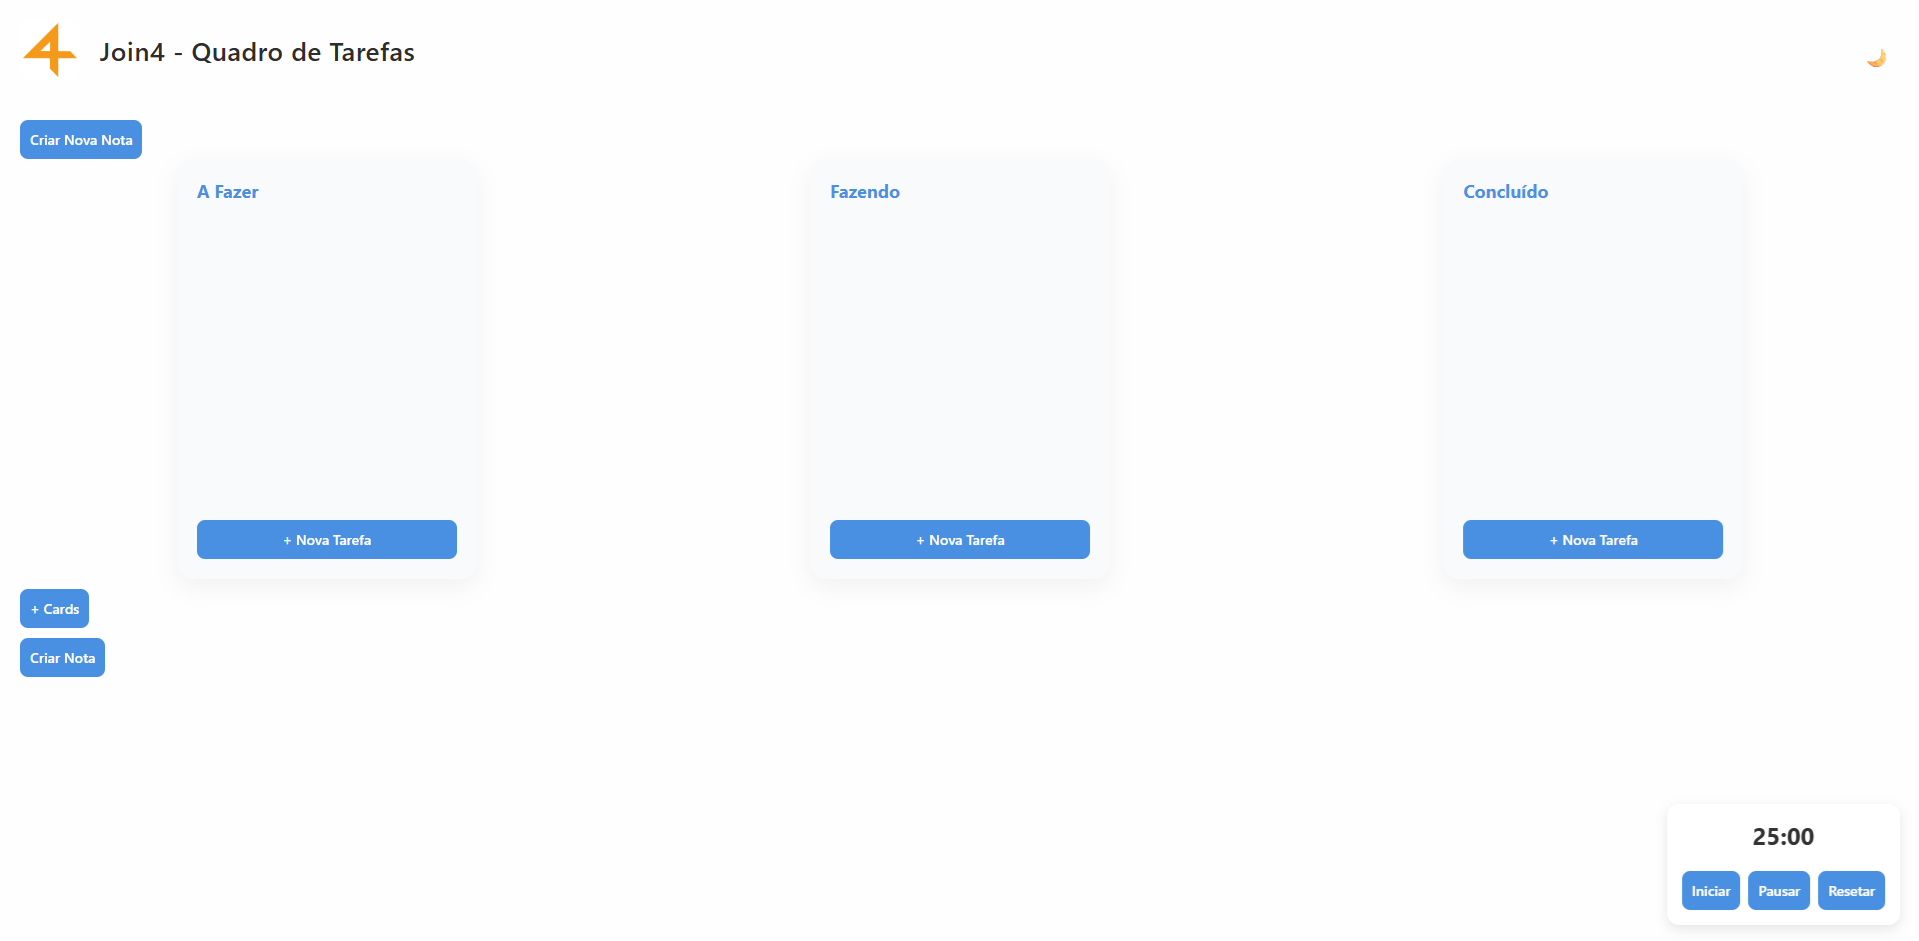 Join4 - Quadro de Tarefas
Criar Nova Nota
A Fazer
+ Nova Tarefa
Fazendo
+ Nova Tarefa
Concluído
+ Nova Tarefa
+ Cards
Criar Nota
25:00
Iniciar
Pausar
Resetar